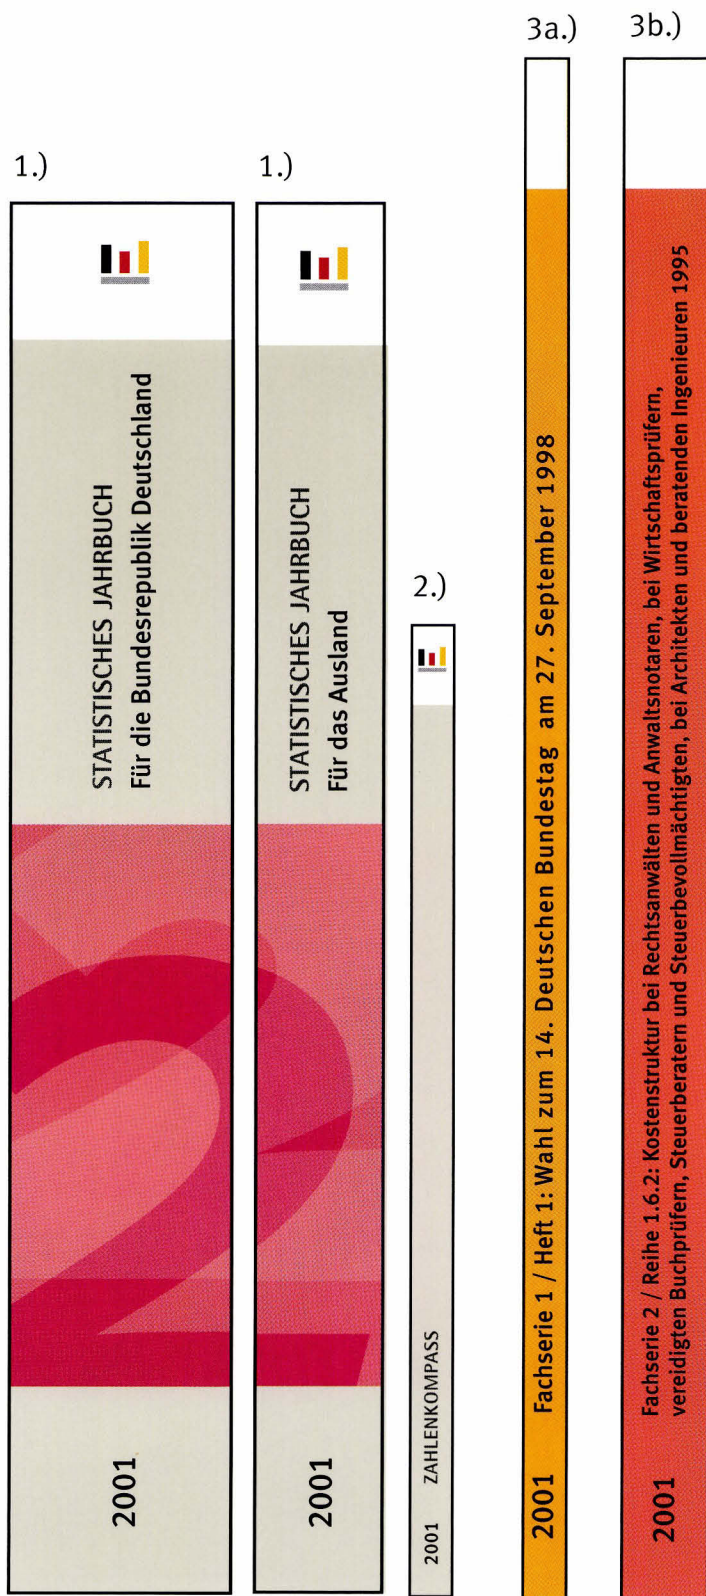 1.)
2001
STATISTISCHES JAHRBUCH
Für die Bundesrepublik Deutschland
1.)
2001
STATISTISCHES JAHRBUCH
Für das Ausland
2.)
2001 ZAHLENKOMPASS
3a.)
2001 Fachserie 1 / Heft 1: Wahl zum 14. Deutschen Bundestag am 27. September 1998
3b.)
2001
Fachserie 2 / Reihe 1.6.2: Kostenstruktur bei Rechtsanwälten und Anwaltsnotaren, bei Wirtschaftsprüfern,
vereidigten Buchprüfern, Steuerberatern und Steuerbevollmächtigten, bei Architekten und beratenden Ingenieuren 1995